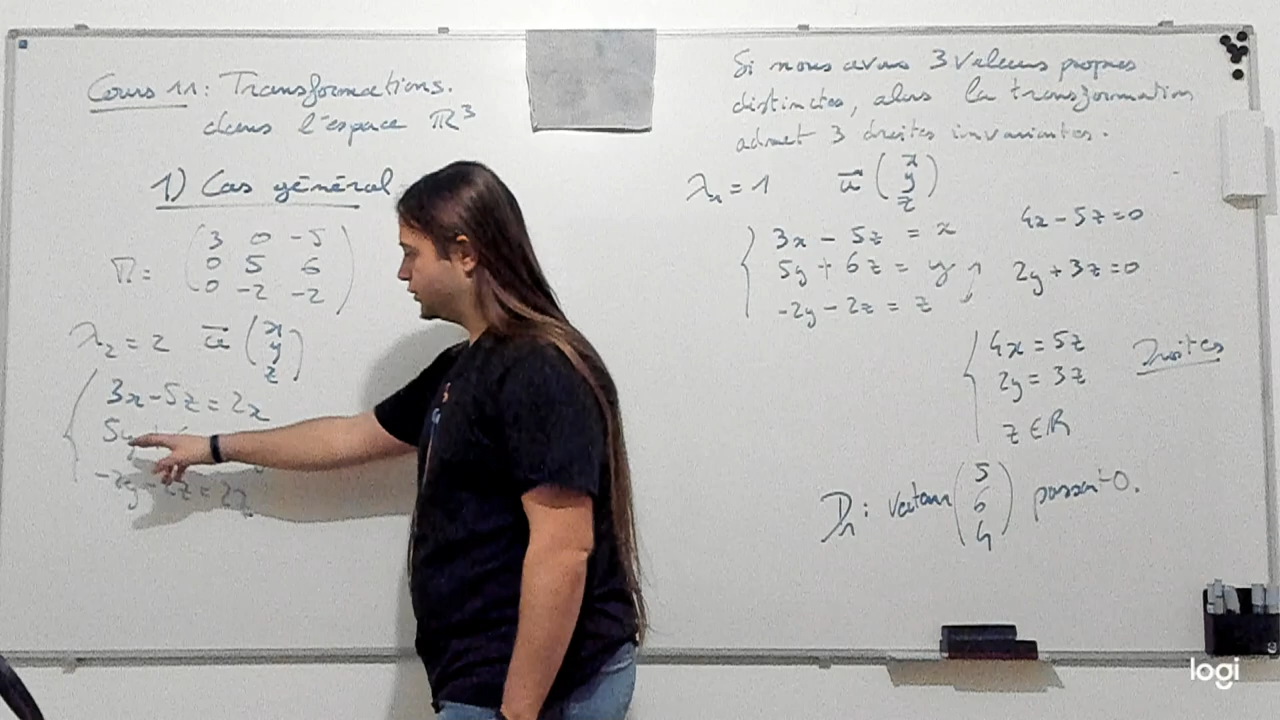 Cours 11: Transformations.
dans l'espace ℝ³
1) Cas général
M = ( 3 0 -5 )
( 0 5 6 )
( 0 -2 -2 )
λ₂ = 2 u⃗ ( x y z )
3x - 5z = 2x
5y
-2y - 2z = 2z
Si nous avons 3 valeurs propres
distinctes, alors la transformation
admet 3 droites invariantes.
λ₁ = 1 u⃗ ( x y z )
3x - 5z = x
5y + 6z = y
-2y - 2z = z
4x - 5z = 0
2y + 3z = 0
4x = 5z
2y = 3z
z ∈ ℝ
Droites
D₁: vecteur ( 5 6 4 ) passant O.
logi